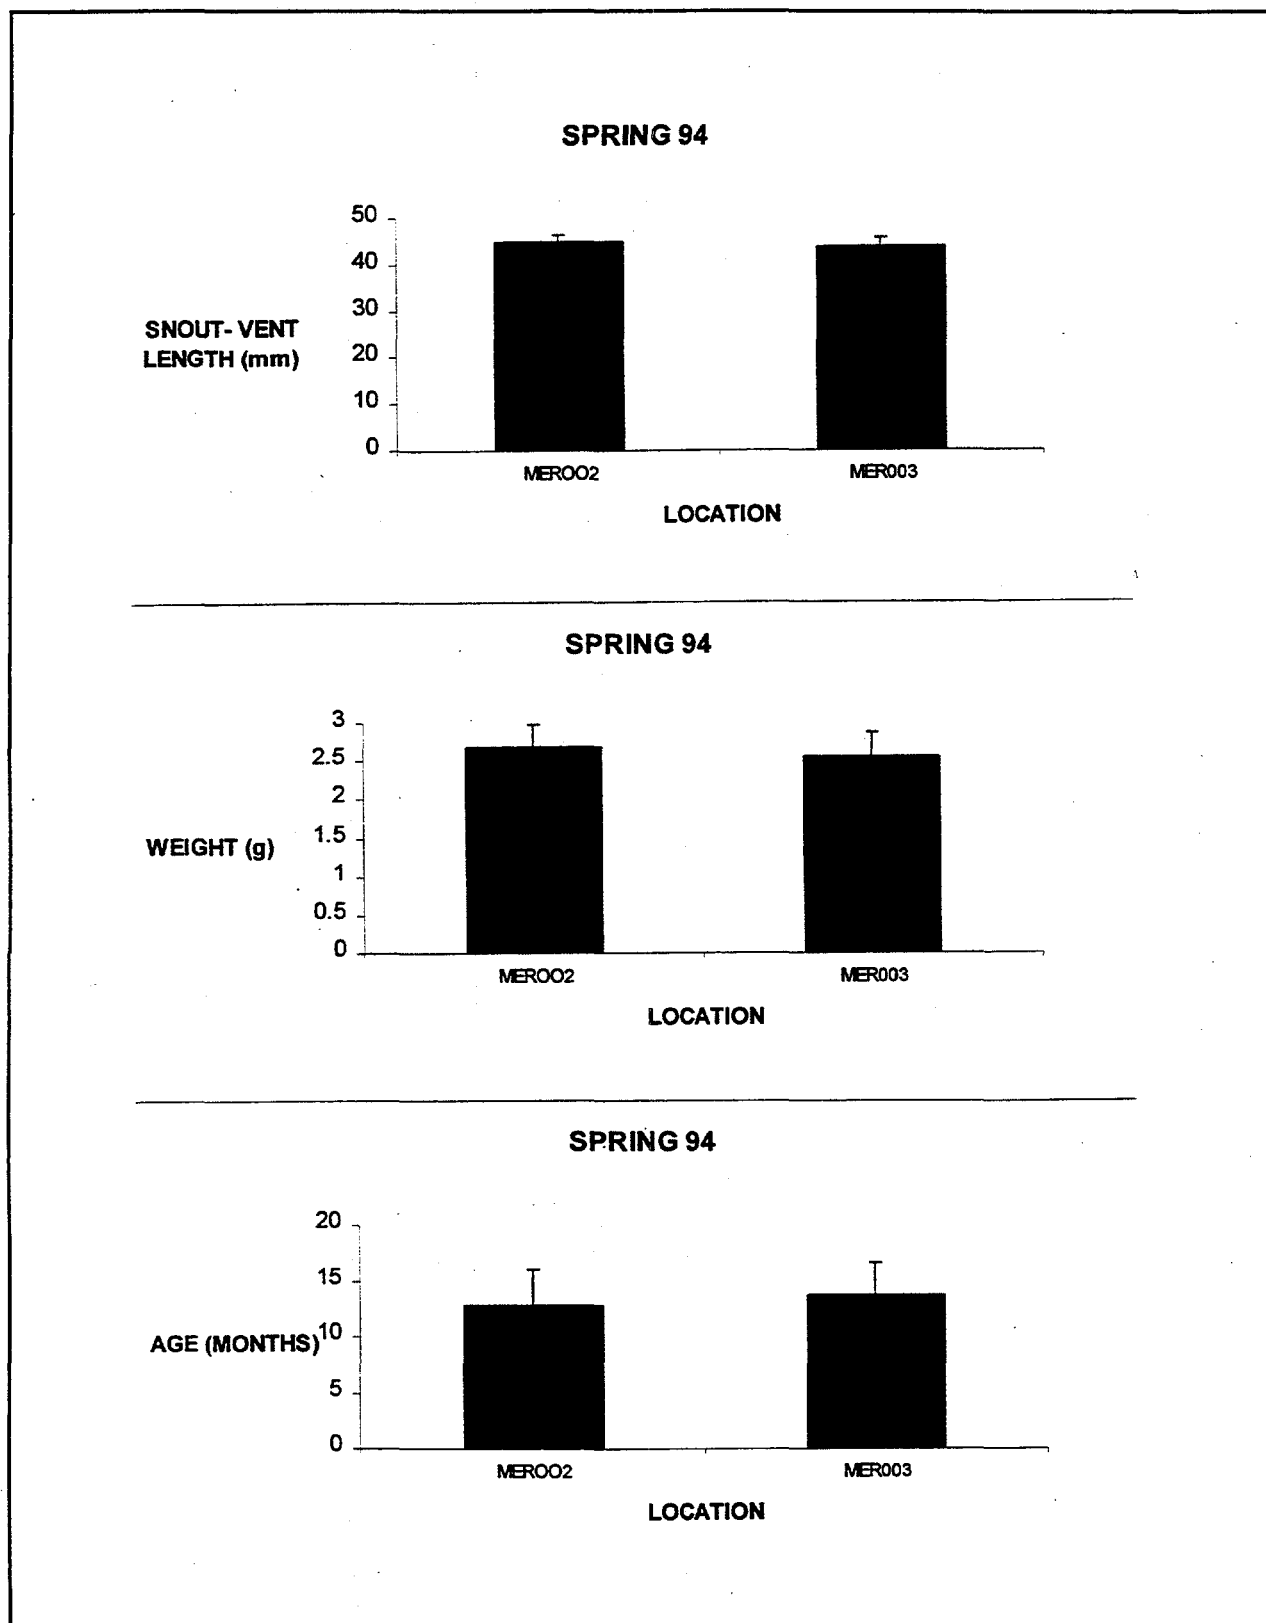 SPRING 94
50
40
30
20
10
0
SNOUT- VENT
LENGTH (mm)
MEROO2 MER003
LOCATION
SPRING 94
3
2.5
2
1.5
1
0.5
0
WEIGHT (g)
MEROO2 MER003
LOCATION
SPRING 94
20
15
10
5
0
AGE (MONTHS)
MEROO2 MER003
LOCATION